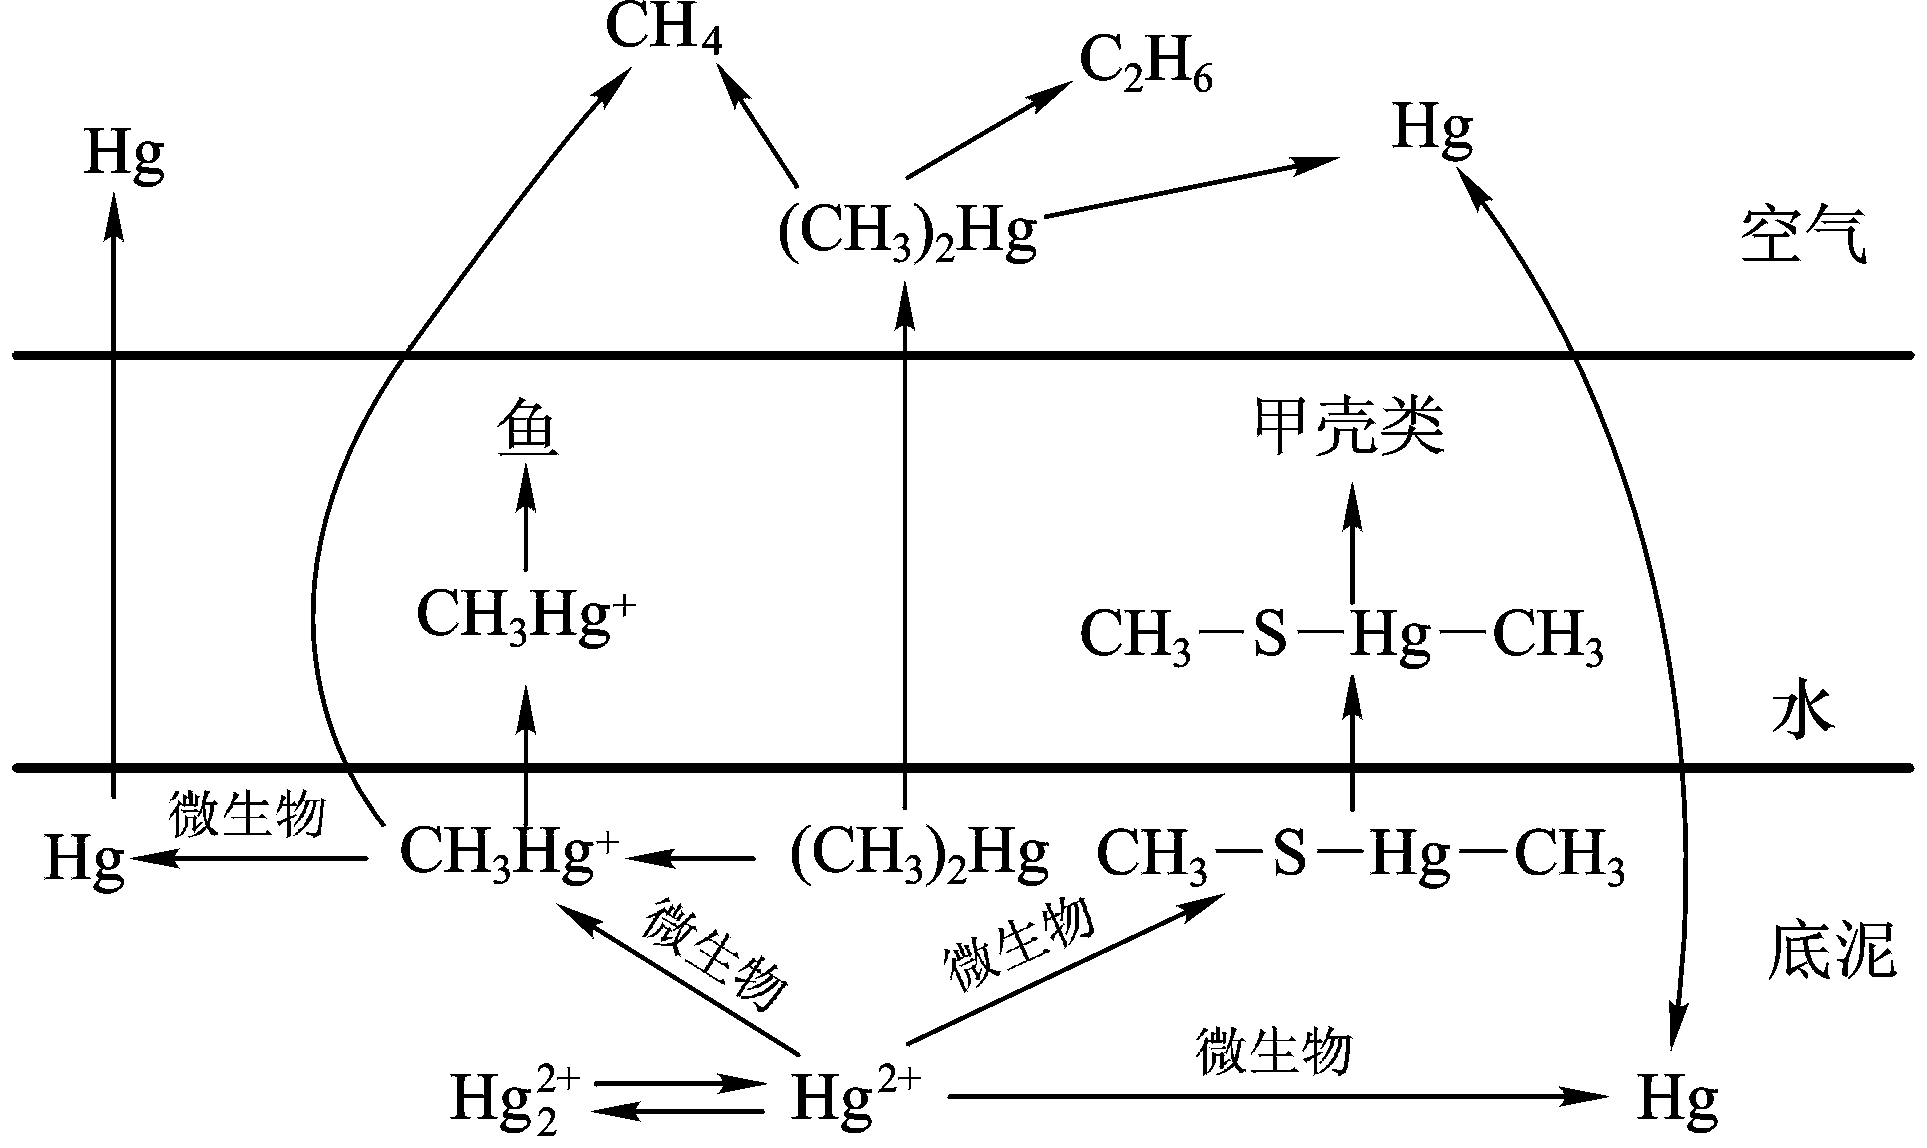 CH₄
C₂H₆
Hg
Hg
(CH₃)₂Hg
空气
鱼
甲壳类
CH₃Hg⁺
CH₃—S—Hg—CH₃
水
微生物
Hg
CH₃Hg⁺
(CH₃)₂Hg
CH₃—S—Hg—CH₃
微生物
微生物
底泥
微生物
Hg₂²⁺
Hg²⁺
Hg